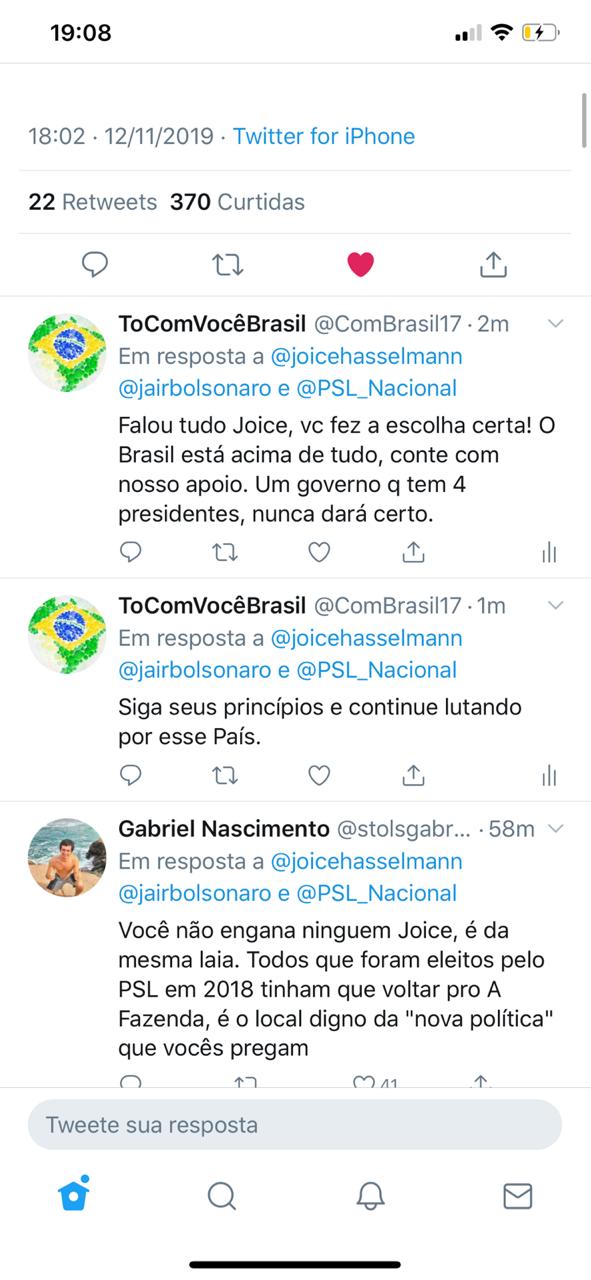 19:08
18:02 · 12/11/2019 · Twitter for iPhone
22 Retweets 370 Curtidas
ToComVocêBrasil @ComBrasil17 · 2m
Em resposta a @joicehasselmann
@jairbolsonaro e @PSL_Nacional
Falou tudo Joice, vc fez a escolha certa! O
Brasil está acima de tudo, conte com
nosso apoio. Um governo q tem 4
presidentes, nunca dará certo.
ToComVocêBrasil @ComBrasil17 · 1m
Em resposta a @joicehasselmann
@jairbolsonaro e @PSL_Nacional
Siga seus princípios e continue lutando
por esse País.
Gabriel Nascimento @stolsgabr... · 58m
Em resposta a @joicehasselmann
@jairbolsonaro e @PSL_Nacional
Você não engana ninguem Joice, é da
mesma laia. Todos que foram eleitos pelo
PSL em 2018 tinham que voltar pro A
Fazenda, é o local digno da "nova política"
que vocês pregam
41
Tweete sua resposta